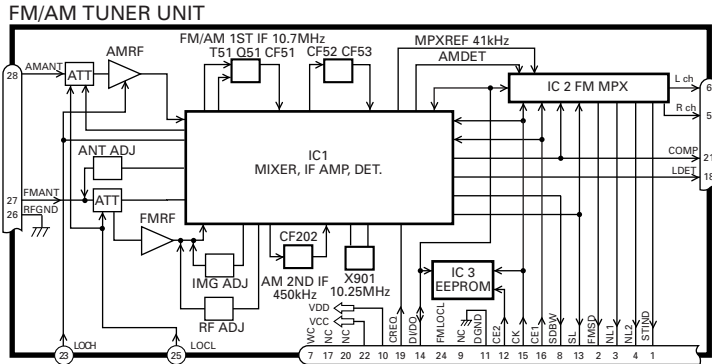 FM/AM TUNER UNIT
AMRF
FM/AM 1ST IF 10.7MHz
T51 Q51 CF51
CF52 CF53
MPXREF 41kHz
AMDET
28
AMANT
ATT
IC 2 FM MPX
L ch
6
R ch
5
IC1
MIXER, IF AMP, DET.
COMP
21
LDET
18
ANT ADJ
27
FMANT
ATT
26
RFGND
FMRF
CF202
AM 2ND IF
450kHz
X901
10.25MHz
IC 3
EEPROM
IMG ADJ
RF ADJ
VDD
VCC
LOCH
LOCL
WC
NC
NC
CREQ
DI/DO
FMLOCL
NC
DGND
CE2
CK
CE1
SDBW
SL
FMSD
NL1
NL2
STIND
23
25
7 17 20 22 10 19 14 24 9 11 12 15 16 8 13 2 3 4 1